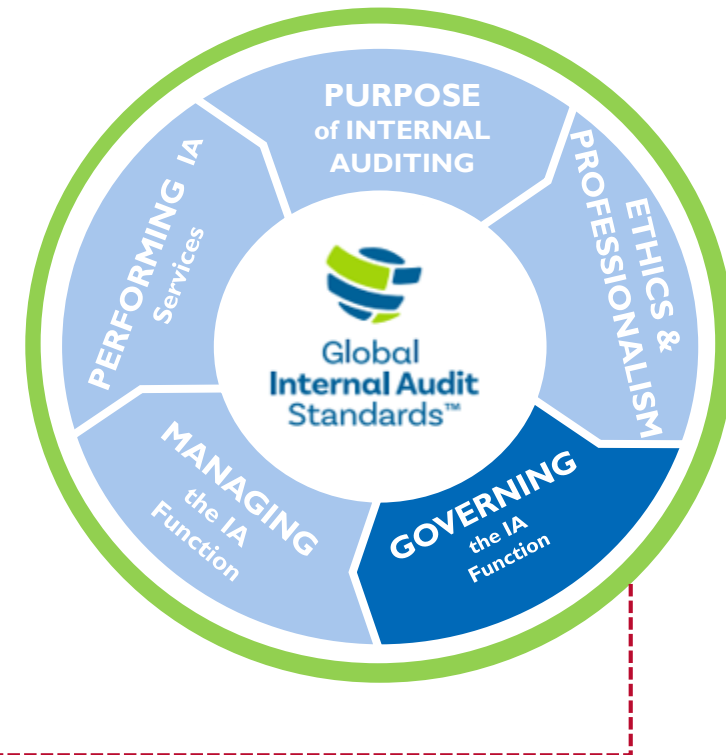 PURPOSE
of INTERNAL
AUDITING
ETHICS &
PROFESSIONALISM
GOVERNING
the IA
Function
MANAGING
the IA
Function
PERFORMING IA
Services
Global
Internal Audit
Standards™